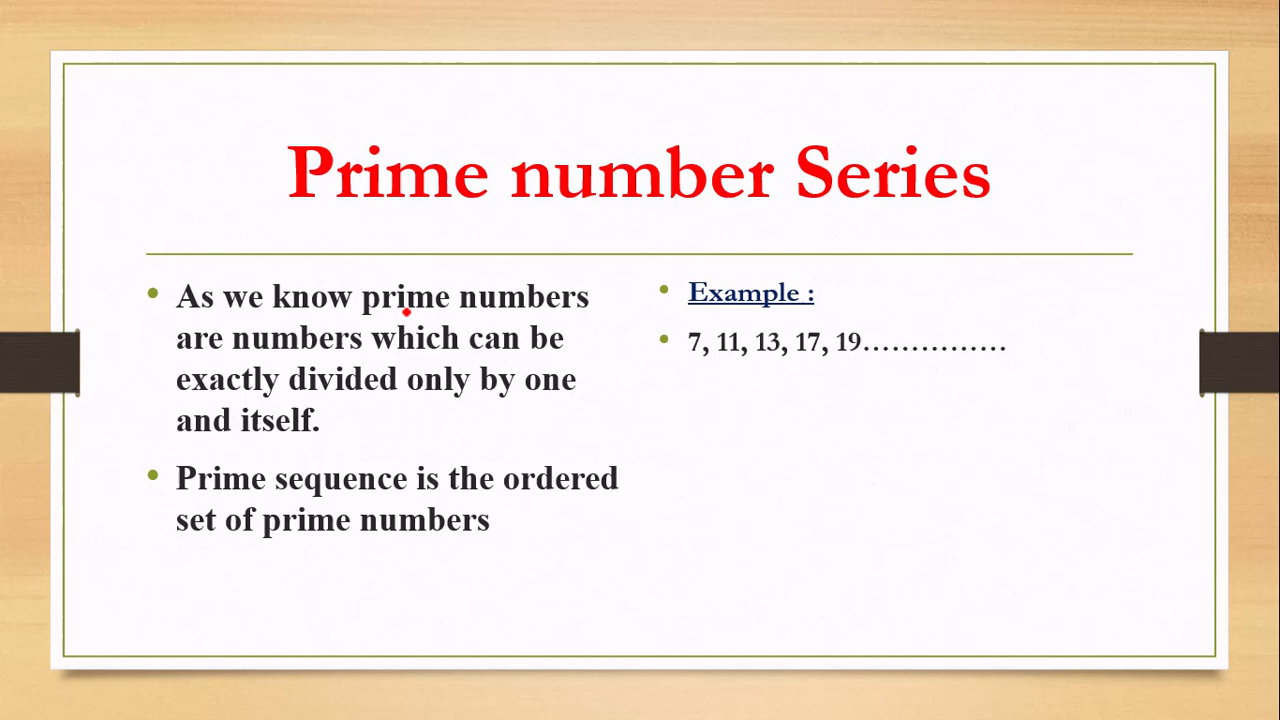 Prime number Series
As we know prime numbers
are numbers which can be
exactly divided only by one
and itself.
Prime sequence is the ordered
set of prime numbers
Example :
7, 11, 13, 17, 19……………